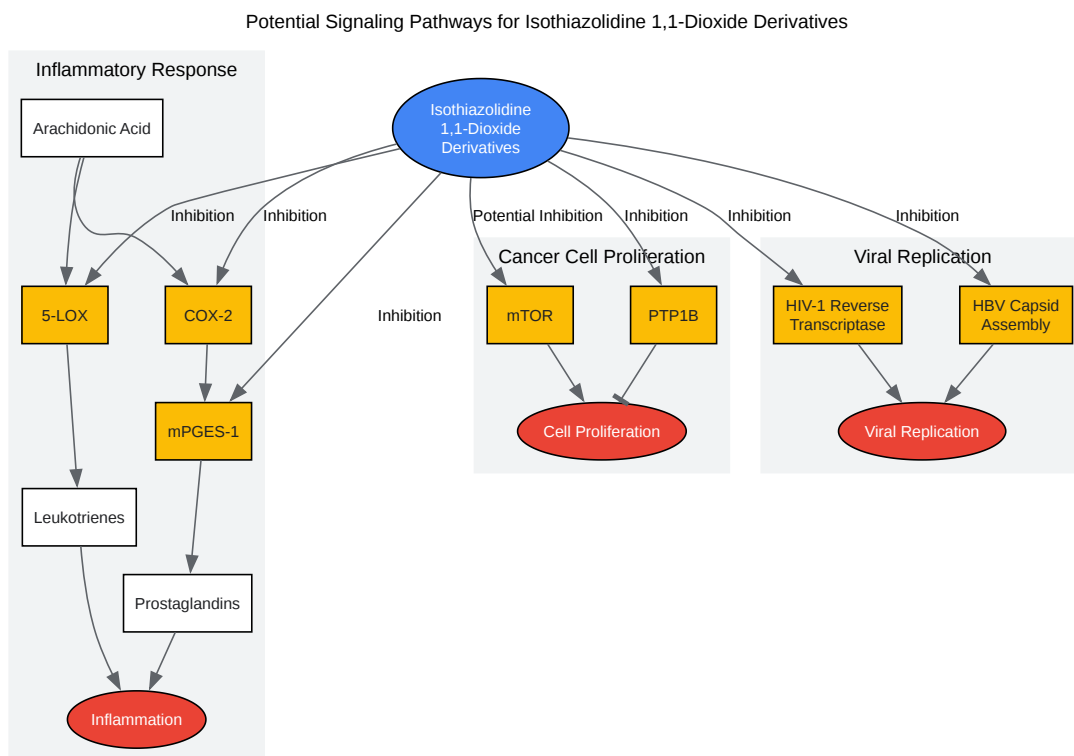 Potential Signaling Pathways for Isothiazolidine 1,1-Dioxide Derivatives
Inflammatory Response
Arachidonic Acid
Isothiazolidine
1,1-Dioxide
Derivatives
Inhibition
Inhibition
Potential Inhibition
Inhibition
Inhibition
Inhibition
Cancer Cell Proliferation
Viral Replication
5-LOX
COX-2
Inhibition
mTOR
PTP1B
HIV-1 Reverse
Transcriptase
HBV Capsid
Assembly
mPGES-1
Cell Proliferation
Viral Replication
Leukotrienes
Prostaglandins
Inflammation